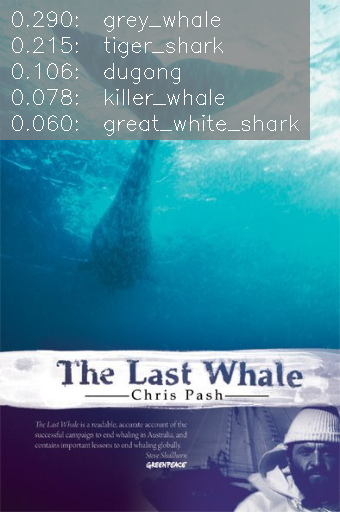 0.290: grey_whale
0.215: tiger_shark
0.106: dugong
0.078: killer_whale
0.060: great_white_shark
The Last Whale
Chris Pash
The Last Whale is a readable, accurate account of the
successful campaign to end whaling in Australia, and
contains important lessons to end whaling globally.
Steve Shallhorn
GREENPEACE